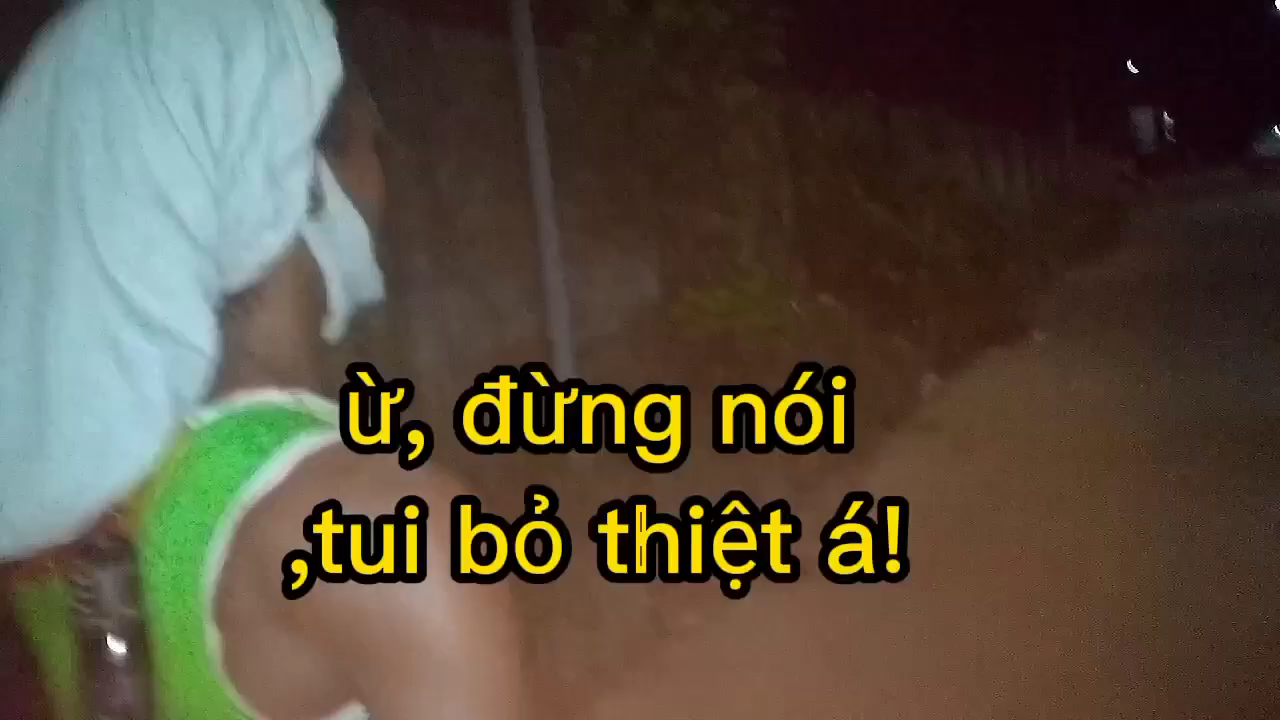 ừ, đừng nói
,tui bỏ thiệt á!